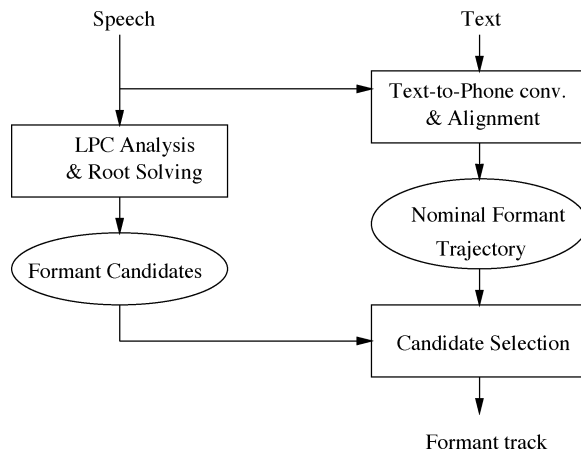 Speech
Text
Text-to-Phone conv.
& Alignment
LPC Analysis
& Root Solving
Nominal Formant
Trajectory
Formant Candidates
Candidate Selection
Formant track